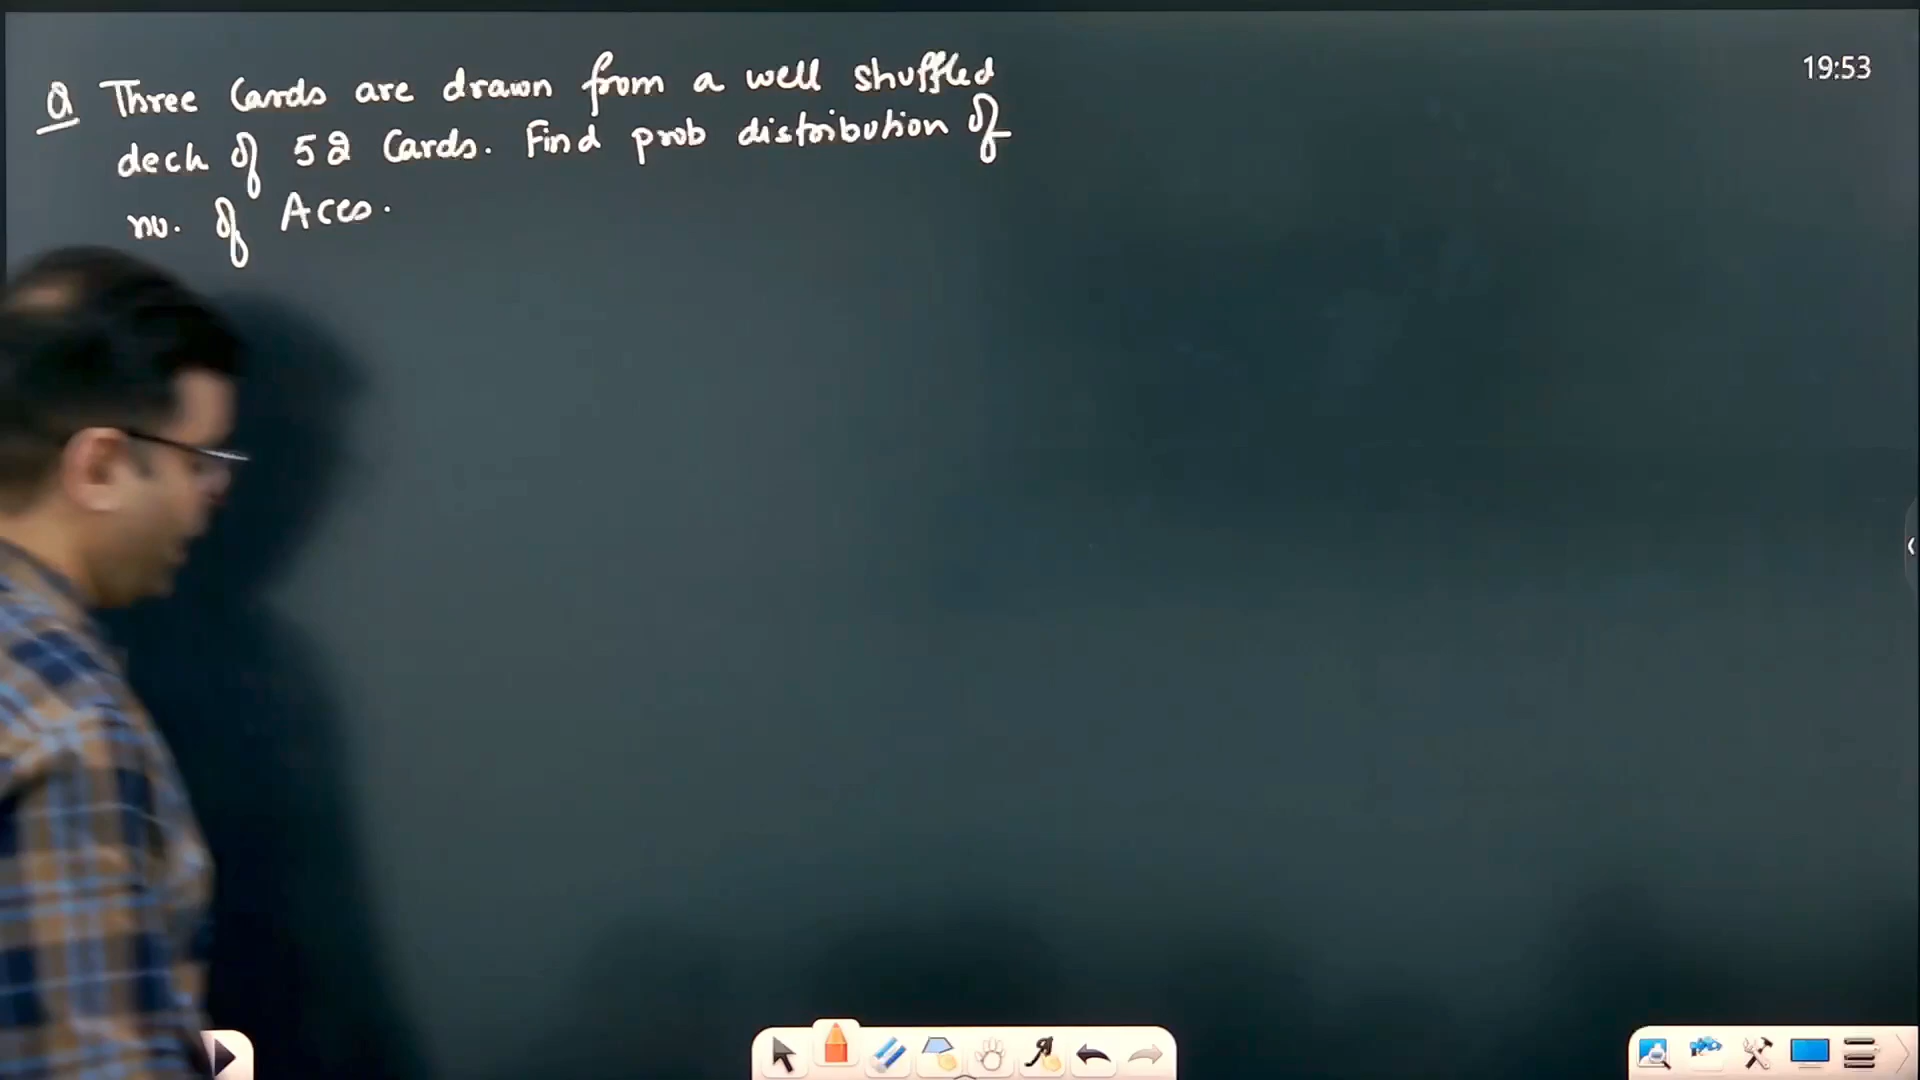 Q Three Cards are drawn from a well shuffled
deck of 52 Cards. Find prob distribution of
no. of Aces.
19:53